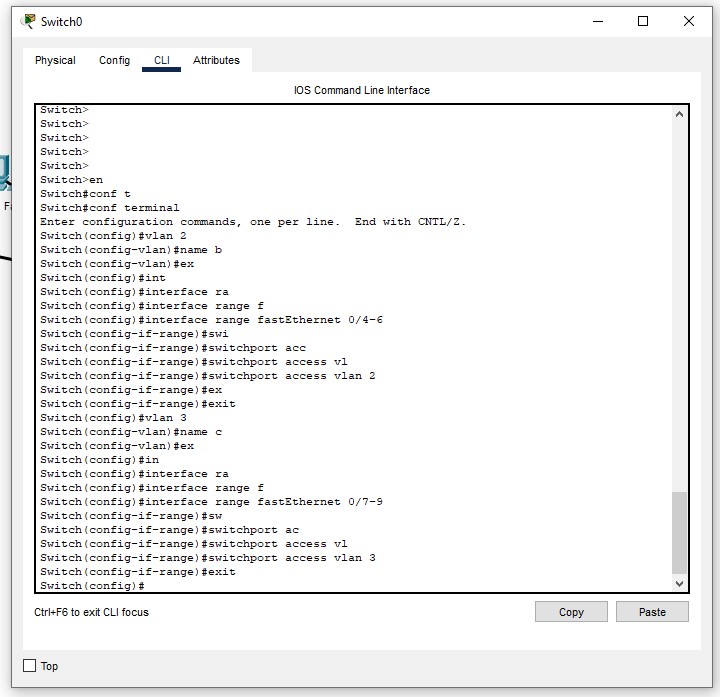 Switch0
Physical Config CLI Attributes
IOS Command Line Interface
Switch>
Switch>
Switch>
Switch>
Switch>
Switch>en
Switch#conf t
Switch#conf terminal
Enter configuration commands, one per line.  End with CNTL/Z.
Switch(config)#vlan 2
Switch(config-vlan)#name b
Switch(config-vlan)#ex
Switch(config)#int
Switch(config)#interface ra
Switch(config)#interface range f
Switch(config)#interface range fastEthernet 0/4-6
Switch(config-if-range)#swi
Switch(config-if-range)#switchport acc
Switch(config-if-range)#switchport access vl
Switch(config-if-range)#switchport access vlan 2
Switch(config-if-range)#ex
Switch(config-if-range)#exit
Switch(config)#vlan 3
Switch(config-vlan)#name c
Switch(config-vlan)#ex
Switch(config)#in
Switch(config)#interface ra
Switch(config)#interface range f
Switch(config)#interface range fastEthernet 0/7-9
Switch(config-if-range)#sw
Switch(config-if-range)#switchport ac
Switch(config-if-range)#switchport access vl
Switch(config-if-range)#switchport access vlan 3
Switch(config-if-range)#exit
Switch(config)#
Ctrl+F6 to exit CLI focus
Copy Paste
Top